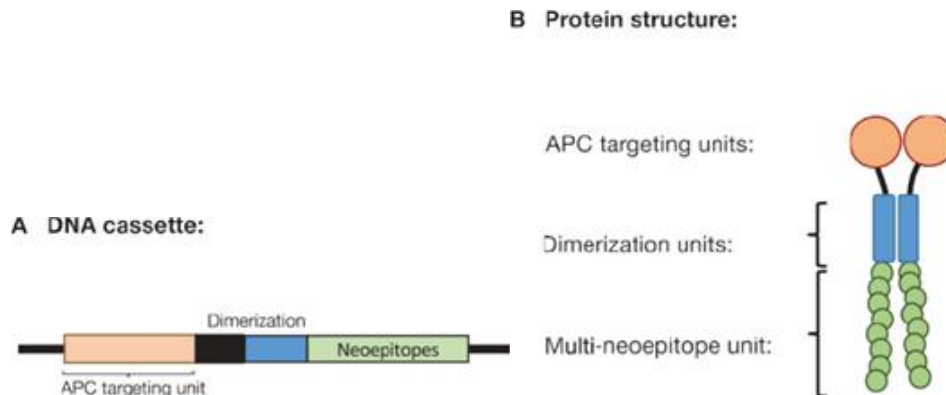 B Protein structure:
APC targeting units:
A DNA cassette:
Dimerization units:
Dimerization
Neoepitopes
Multi-neoepitope unit:
APC targeting unit